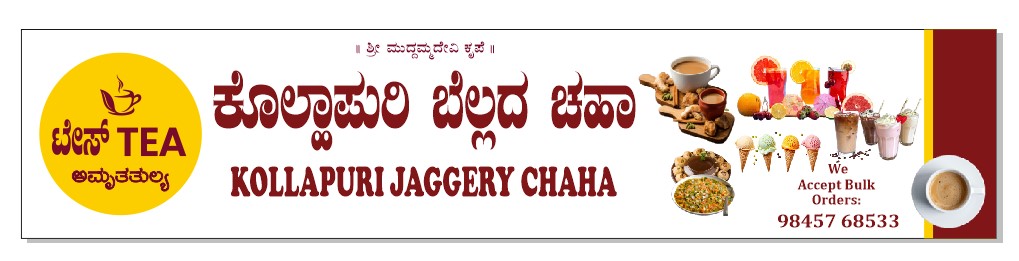 ॥ ಶ್ರೀ ಮುದ್ದಮ್ಮದೇವಿ ಕೃಪೆ ॥
ಟೇಸ್ TEA
ಅಮೃತತುಲ್ಯ
ಕೊಲ್ಹಾಪುರಿ ಬೆಲ್ಲದ ಚಹಾ
KOLLAPURI JAGGERY CHAHA
We
Accept Bulk
Orders:
98457 68533